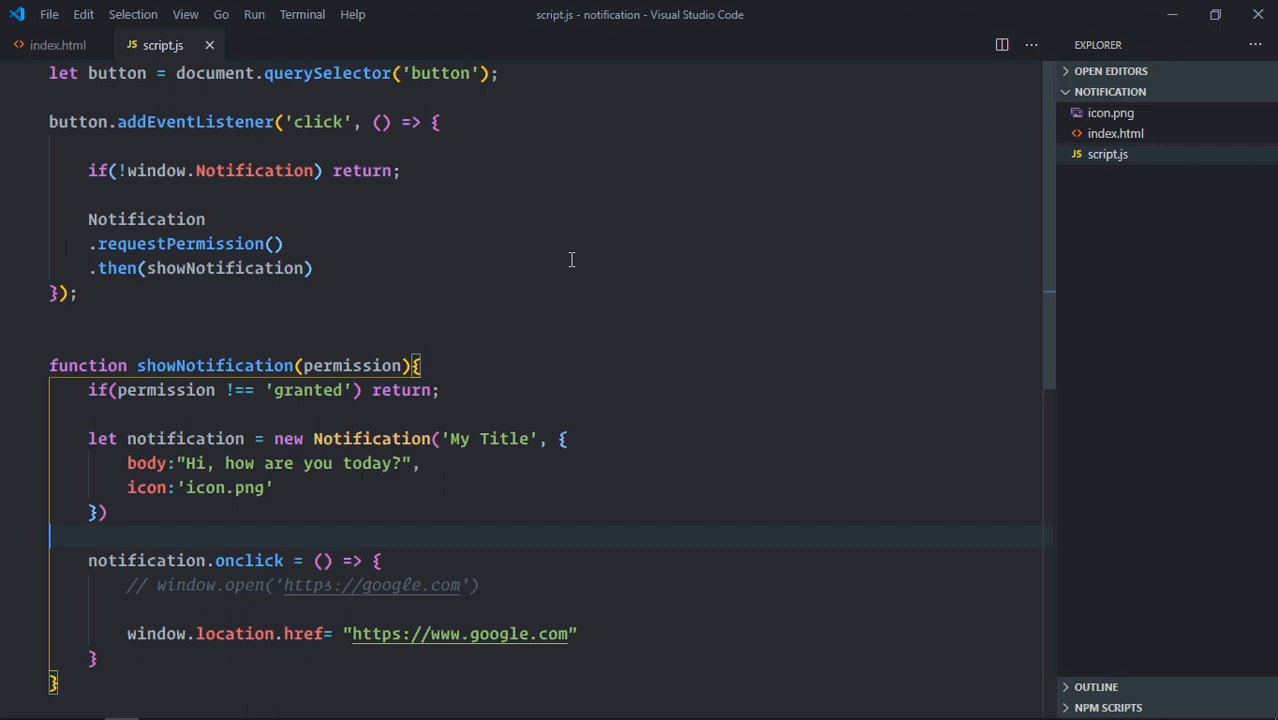 File Edit Selection View Go Run Terminal Help script.js - notification - Visual Studio Code
index.html JS script.js
let button = document.querySelector('button');
button.addEventListener('click', () => {
if(!window.Notification) return;
Notification
.requestPermission()
.then(showNotification)
});
function showNotification(permission){
if(permission !== 'granted') return;
let notification = new Notification('My Title', {
body:"Hi, how are you today?",
icon:'icon.png'
})
notification.onclick = () => {
// window.open('https://google.com')
window.location.href= "https://www.google.com"
}
}
EXPLORER
OPEN EDITORS
NOTIFICATION
icon.png
index.html
JS script.js
OUTLINE
NPM SCRIPTS